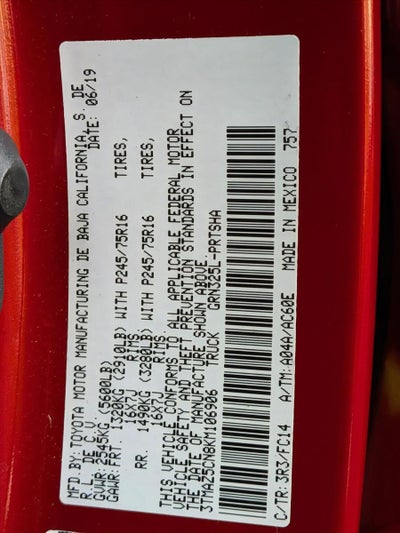 MFD.BY:TOYOTA MOTOR MANUFACTURING DE BAJA CALIFORNIA, S. DE
R.L. DE C.V. DATE: 06/19
GVWR: 2545KG (5600LB)
GAWR:FRT. 1320KG (2910LB) WITH P245/75R16 TIRES,
16X7J RIMS
RR. 1490KG (3280LB) WITH P245/75R16 TIRES,
16X7J RIMS
THIS VEHICLE CONFORMS TO ALL APPLICABLE FEDERAL MOTOR
VEHICLE SAFETY AND THEFT PREVENTION STANDARDS IN EFFECT ON
THE DATE OF MANUFACTURE SHOWN ABOVE.
3TMAZ5CN8KM106906 TRUCK GRN325L-PRTSHA
C/TR:3R3/FC14 A/TM:A04A/AC60E MADE IN MEXICO 757